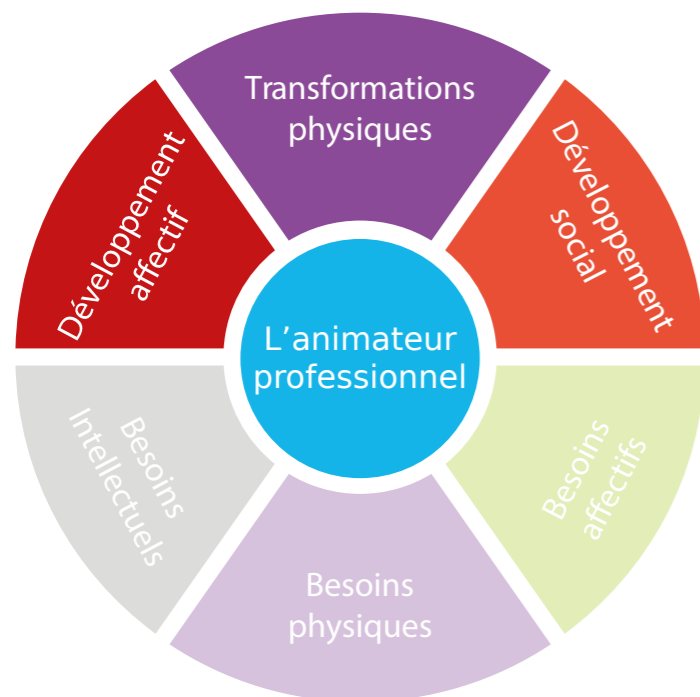 Transformations
physiques
Développement
social
Besoins
affectifs
Besoins
physiques
Besoins
Intellectuels
Développement
affectif
L’animateur
professionnel